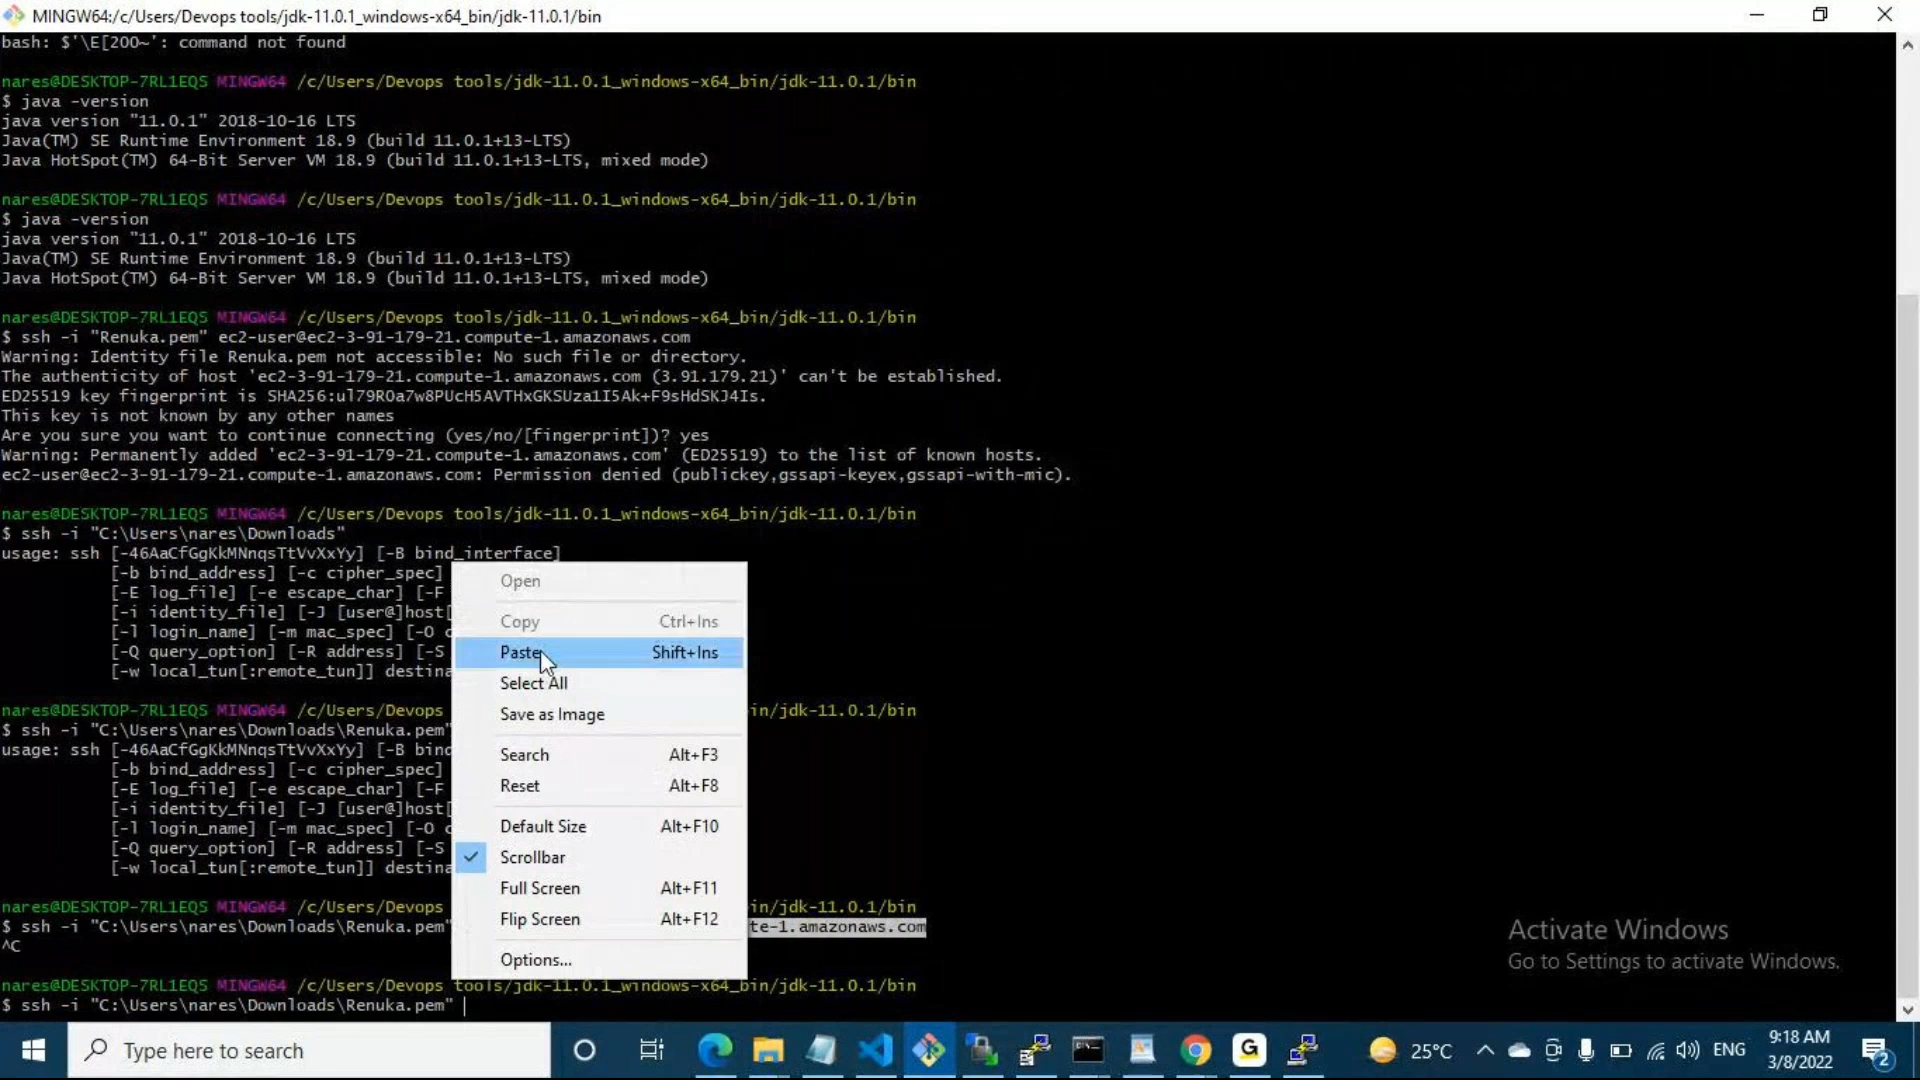 MINGW64:/c/Users/Devops tools/jdk-11.0.1_windows-x64_bin/jdk-11.0.1/bin
bash: $'\E[200~': command not found
nares@DESKTOP-7RL1EQS MINGW64 /c/Users/Devops tools/jdk-11.0.1_windows-x64_bin/jdk-11.0.1/bin
$ java -version
java version "11.0.1" 2018-10-16 LTS
Java(TM) SE Runtime Environment 18.9 (build 11.0.1+13-LTS)
Java HotSpot(TM) 64-Bit Server VM 18.9 (build 11.0.1+13-LTS, mixed mode)
nares@DESKTOP-7RL1EQS MINGW64 /c/Users/Devops tools/jdk-11.0.1_windows-x64_bin/jdk-11.0.1/bin
$ java -version
java version "11.0.1" 2018-10-16 LTS
Java(TM) SE Runtime Environment 18.9 (build 11.0.1+13-LTS)
Java HotSpot(TM) 64-Bit Server VM 18.9 (build 11.0.1+13-LTS, mixed mode)
nares@DESKTOP-7RL1EQS MINGW64 /c/Users/Devops tools/jdk-11.0.1_windows-x64_bin/jdk-11.0.1/bin
$ ssh -i "Renuka.pem" ec2-user@ec2-3-91-179-21.compute-1.amazonaws.com
Warning: Identity file Renuka.pem not accessible: No such file or directory.
The authenticity of host 'ec2-3-91-179-21.compute-1.amazonaws.com (3.91.179.21)' can't be established.
ED25519 key fingerprint is SHA256:ul79ROa7w8PUcH5AVTHxGKSUza1I5Ak+F9sHdSKJ4Is.
This key is not known by any other names
Are you sure you want to continue connecting (yes/no/[fingerprint])? yes
Warning: Permanently added 'ec2-3-91-179-21.compute-1.amazonaws.com' (ED25519) to the list of known hosts.
ec2-user@ec2-3-91-179-21.compute-1.amazonaws.com: Permission denied (publickey,gssapi-keyex,gssapi-with-mic).
nares@DESKTOP-7RL1EQS MINGW64 /c/Users/Devops tools/jdk-11.0.1_windows-x64_bin/jdk-11.0.1/bin
$ ssh -i "C:\Users\nares\Downloads"
usage: ssh [-46AaCfGgKkMNnqsTtVvXxYy] [-B bind_interface]
[-b bind_address] [-c cipher_spec]
[-E log_file] [-e escape_char] [-F
[-i identity_file] [-J [user@]host[
[-l login_name] [-m mac_spec] [-O c
[-Q query_option] [-R address] [-S
[-w local_tun[:remote_tun]] destina
nares@DESKTOP-7RL1EQS MINGW64 /c/Users/Devops in/jdk-11.0.1/bin
$ ssh -i "C:\Users\nares\Downloads\Renuka.pem"
usage: ssh [-46AaCfGgKkMNnqsTtVvXxYy] [-B bind
[-b bind_address] [-c cipher_spec]
[-E log_file] [-e escape_char] [-F
[-i identity_file] [-J [user@]host[
[-l login_name] [-m mac_spec] [-O c
[-Q query_option] [-R address] [-S
[-w local_tun[:remote_tun]] destina
nares@DESKTOP-7RL1EQS MINGW64 /c/Users/Devops in/jdk-11.0.1/bin
$ ssh -i "C:\Users\nares\Downloads\Renuka.pem" te-1.amazonaws.com
^C
nares@DESKTOP-7RL1EQS MINGW64 /c/Users/Devops tools/jdk-11.0.1_windows-x64_bin/jdk-11.0.1/bin
$ ssh -i "C:\Users\nares\Downloads\Renuka.pem"
Open
Copy Ctrl+Ins
Paste Shift+Ins
Select All
Save as Image
Search Alt+F3
Reset Alt+F8
Default Size Alt+F10
Scrollbar
Full Screen Alt+F11
Flip Screen Alt+F12
Options...
Activate Windows
Go to Settings to activate Windows.
Type here to search
25°C
ENG
9:18 AM
3/8/2022
2